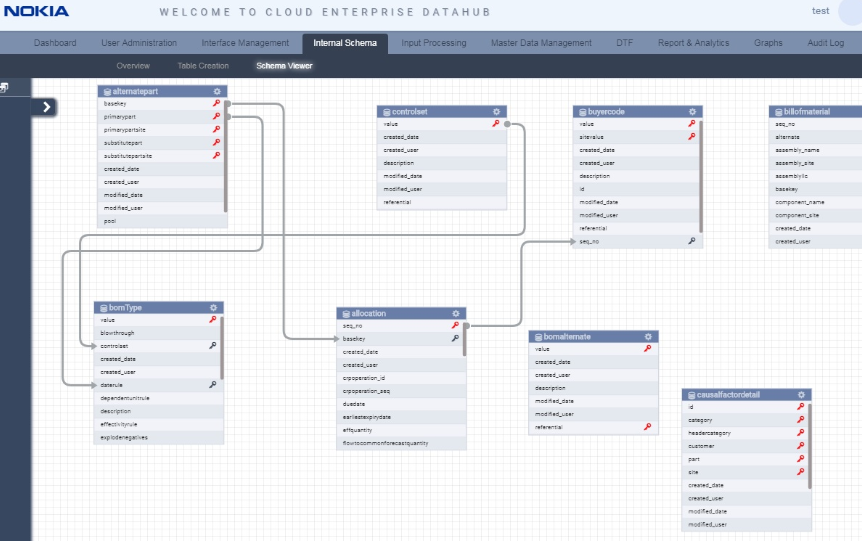 NOKIA WELCOME TO CLOUD ENTERPRISE DATAHUB test
Dashboard User Administration Interface Management Internal Schema Input Processing Master Data Management DTF Report & Analytics Graphs Audit Log
Overview Table Creation Schema Viewer
alternatepart
basekey
primarypart
primarypartsite
substitutepart
substitutepartsite
created_date
created_user
modified_date
modified_user
pool
controlset
value
created_date
created_user
description
modified_date
modified_user
referential
buyercode
value
sitevalue
created_date
created_user
description
id
modified_date
modified_user
referential
seq_no
billofmaterial
seq_no
alternate
assembly_name
assembly_site
assemblylic
basekey
component_name
component_site
created_date
created_user
bomType
value
blowthrough
controlset
created_date
created_user
daterule
dependentunitrule
description
effectivityrule
explodenegatives
allocation
seq_no
basekey
created_date
created_user
crpoperation_id
crpoperation_seq
duedate
earliestexpirydate
effquantity
flowtocommonforecastquantity
bomalternate
value
created_date
created_user
description
modified_date
modified_user
referential
causalfactordetail
id
category
headercategory
customer
part
site
created_date
created_user
modified_date
modified_user